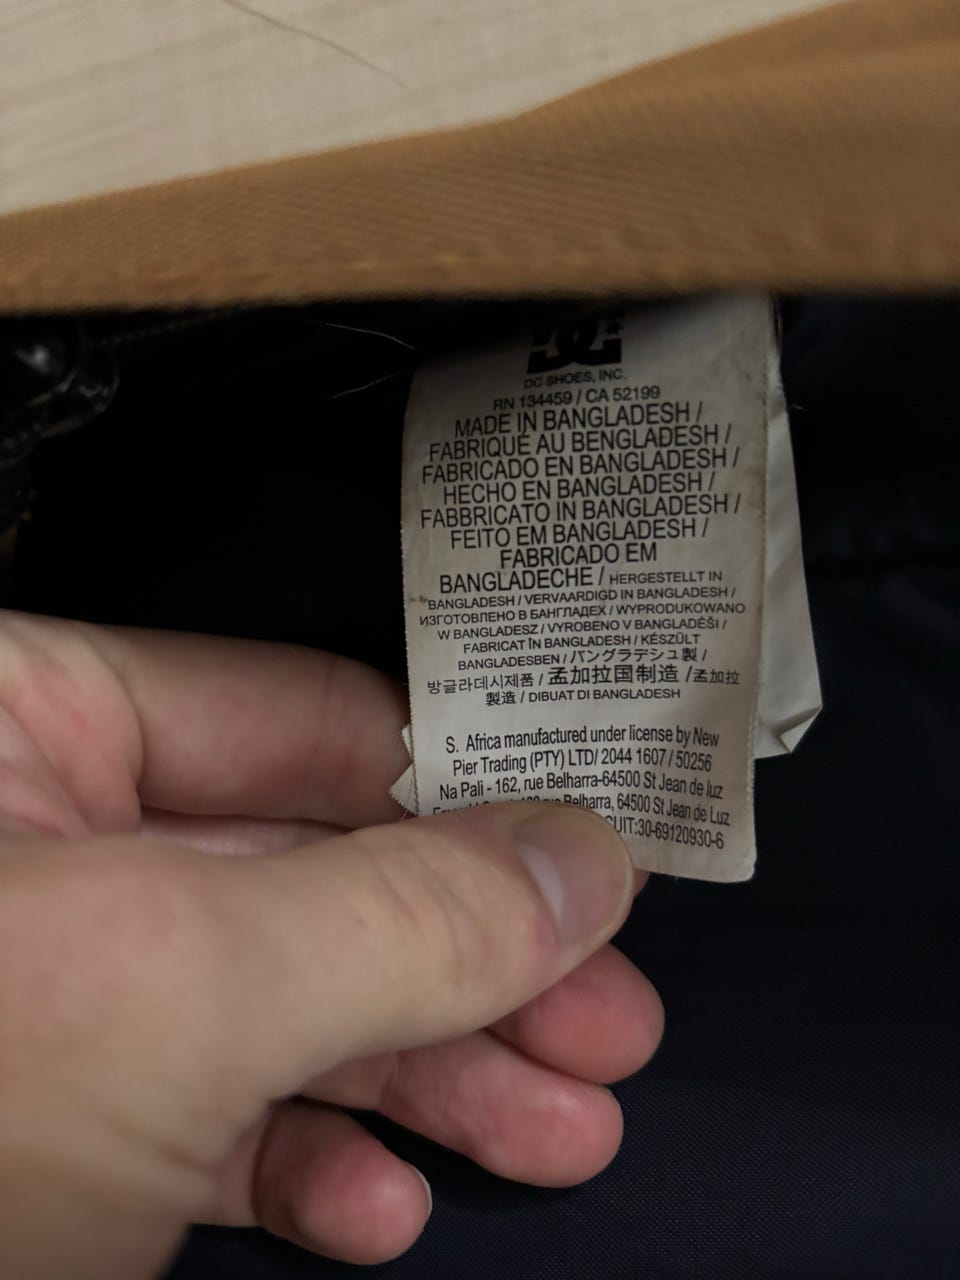 DC
DC SHOES, INC.
RN 134459 / CA 52199
MADE IN BANGLADESH /
FABRIQUÉ AU BENGLADESH /
FABRICADO EN BANGLADESH /
HECHO EN BANGLADESH /
FABBRICATO IN BANGLADESH /
FEITO EM BANGLADESH /
FABRICADO EM
BANGLADECHE / HERGESTELLT IN
BANGLADESH / VERVAARDIGD IN BANGLADESH /
ИЗГОТОВЛЕНО В БАНГЛАДЕХ / WYPRODUKOWANO
W BANGLADESZ / VYROBENO V BANGLADÉŠI /
FABRICAT ÎN BANGLADESH / KÉSZÜLT
BANGLADESBEN / バングラデシュ製 /
방글라데시제품 / 孟加拉国制造 / 孟加拉
製造 / DIBUAT DI BANGLADESH
S. Africa manufactured under license by New
Pier Trading (PTY) LTD/ 2044 1607 / 50256
Na Pali - 162, rue Belharra-64500 St Jean de luz
Belharra, 64500 St Jean de Luz
CUIT:30-69120930-6